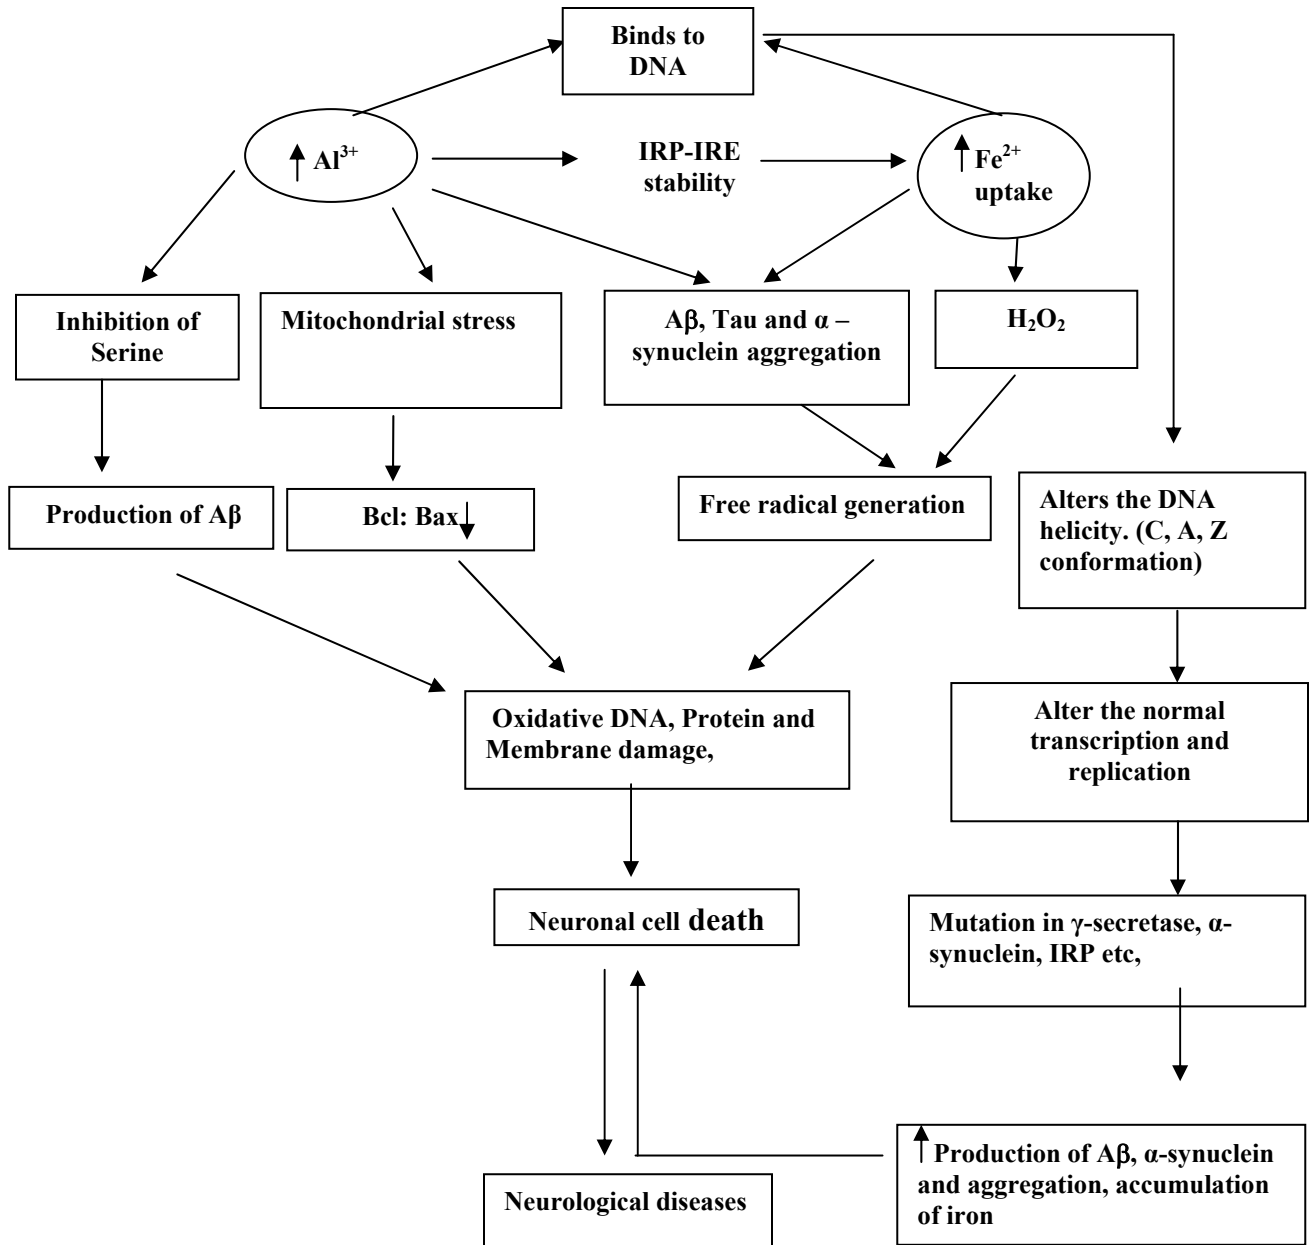 Binds to
DNA
Al³⁺
IRP-IRE
stability
Fe²⁺
uptake
Inhibition of
Serine
Mitochondrial stress
Aβ, Tau and α –
synuclein aggregation
H₂O₂
Production of Aβ
Bcl: Bax
Free radical generation
Alters the DNA
helicity. (C, A, Z
conformation)
Oxidative DNA, Protein and
Membrane damage,
Alter the normal
transcription and
replication
Neuronal cell death
Mutation in γ-secretase, α-
synuclein, IRP etc,
Neurological diseases
Production of Aβ, α-synuclein
and aggregation, accumulation
of iron